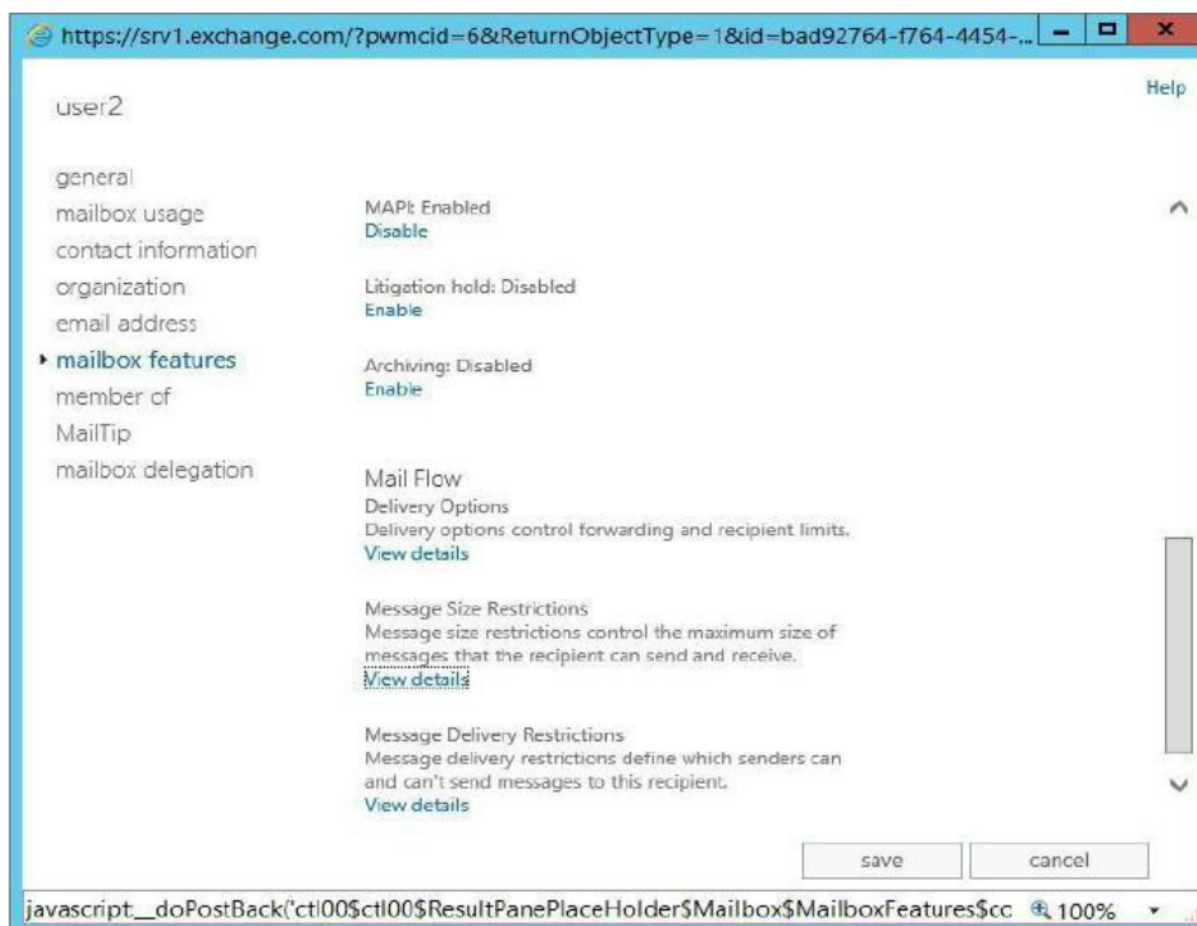 https://srv1.exchange.com/?pwmcid=6&ReturnObjectType=1&id=bad92764-f764-4454-...
Help
user2
general
mailbox usage
contact information
organization
email address
mailbox features
member of
MailTip
mailbox delegation
MAPI: Enabled
Disable
Litigation hold: Disabled
Enable
Archiving: Disabled
Enable
Mail Flow
Delivery Options
Delivery options control forwarding and recipient limits.
View details
Message Size Restrictions
Message size restrictions control the maximum size of
messages that the recipient can send and receive.
View details
Message Delivery Restrictions
Message delivery restrictions define which senders can
and can't send messages to this recipient.
View details
save
cancel
javascript:__doPostBack('ctl00$ctl00$ResultPanePlaceHolder$Mailbox$MailboxFeatures$cc
100%